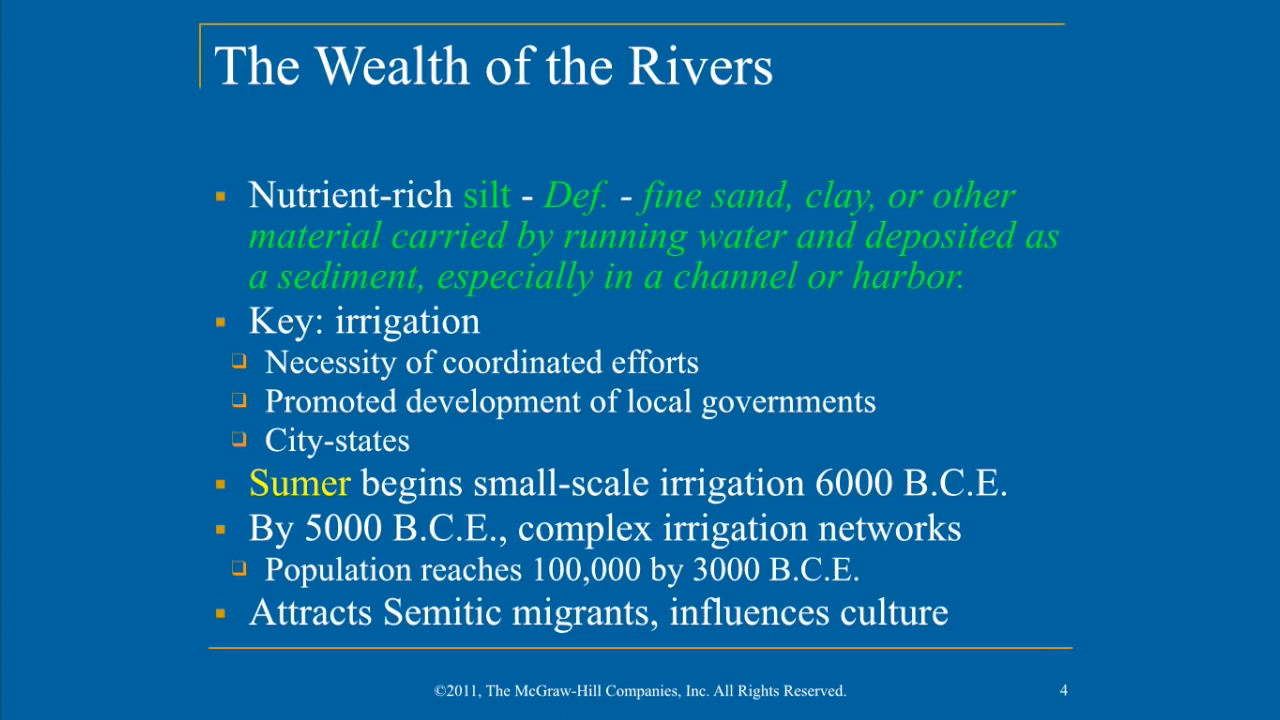 The Wealth of the Rivers
▪ Nutrient-rich silt - Def. - fine sand, clay, or other
material carried by running water and deposited as
a sediment, especially in a channel or harbor.
▪ Key: irrigation
❑ Necessity of coordinated efforts
❑ Promoted development of local governments
❑ City-states
▪ Sumer begins small-scale irrigation 6000 B.C.E.
▪ By 5000 B.C.E., complex irrigation networks
❑ Population reaches 100,000 by 3000 B.C.E.
▪ Attracts Semitic migrants, influences culture
©2011, The McGraw-Hill Companies, Inc. All Rights Reserved.
4